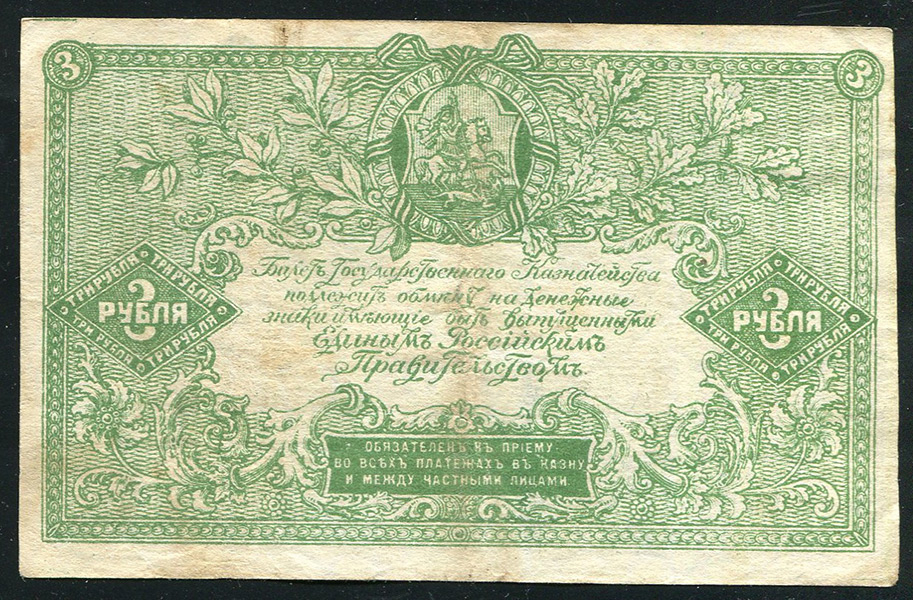 3
3
Билетъ Государственнаго Казначейства
подлежитъ обмѣну на денежные
знаки имѣющіе быть выпущенными
Единымъ Россійскимъ
Правительствомъ.
ТРИ РУБЛЯ ТРИ РУБЛЯ
3 РУБЛЯ
ТРИ РУБЛЯ ТРИ РУБЛЯ
ТРИ РУБЛЯ ТРИ РУБЛЯ
3 РУБЛЯ
ТРИ РУБЛЯ ТРИ РУБЛЯ
ОБЯЗАТЕЛЕНЪ КЪ ПРІЕМУ
ВО ВСѢХЪ ПЛАТЕЖАХЪ ВЪ КАЗНУ
И МЕЖДУ ЧАСТНЫМИ ЛИЦАМИ.